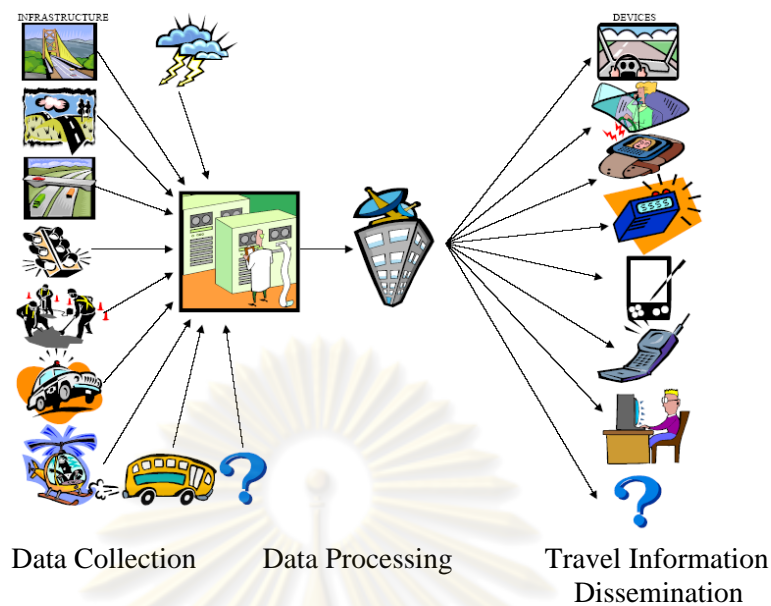 INFRASTRUCTURE
DEVICES
Data Collection
Data Processing
Travel Information
Dissemination